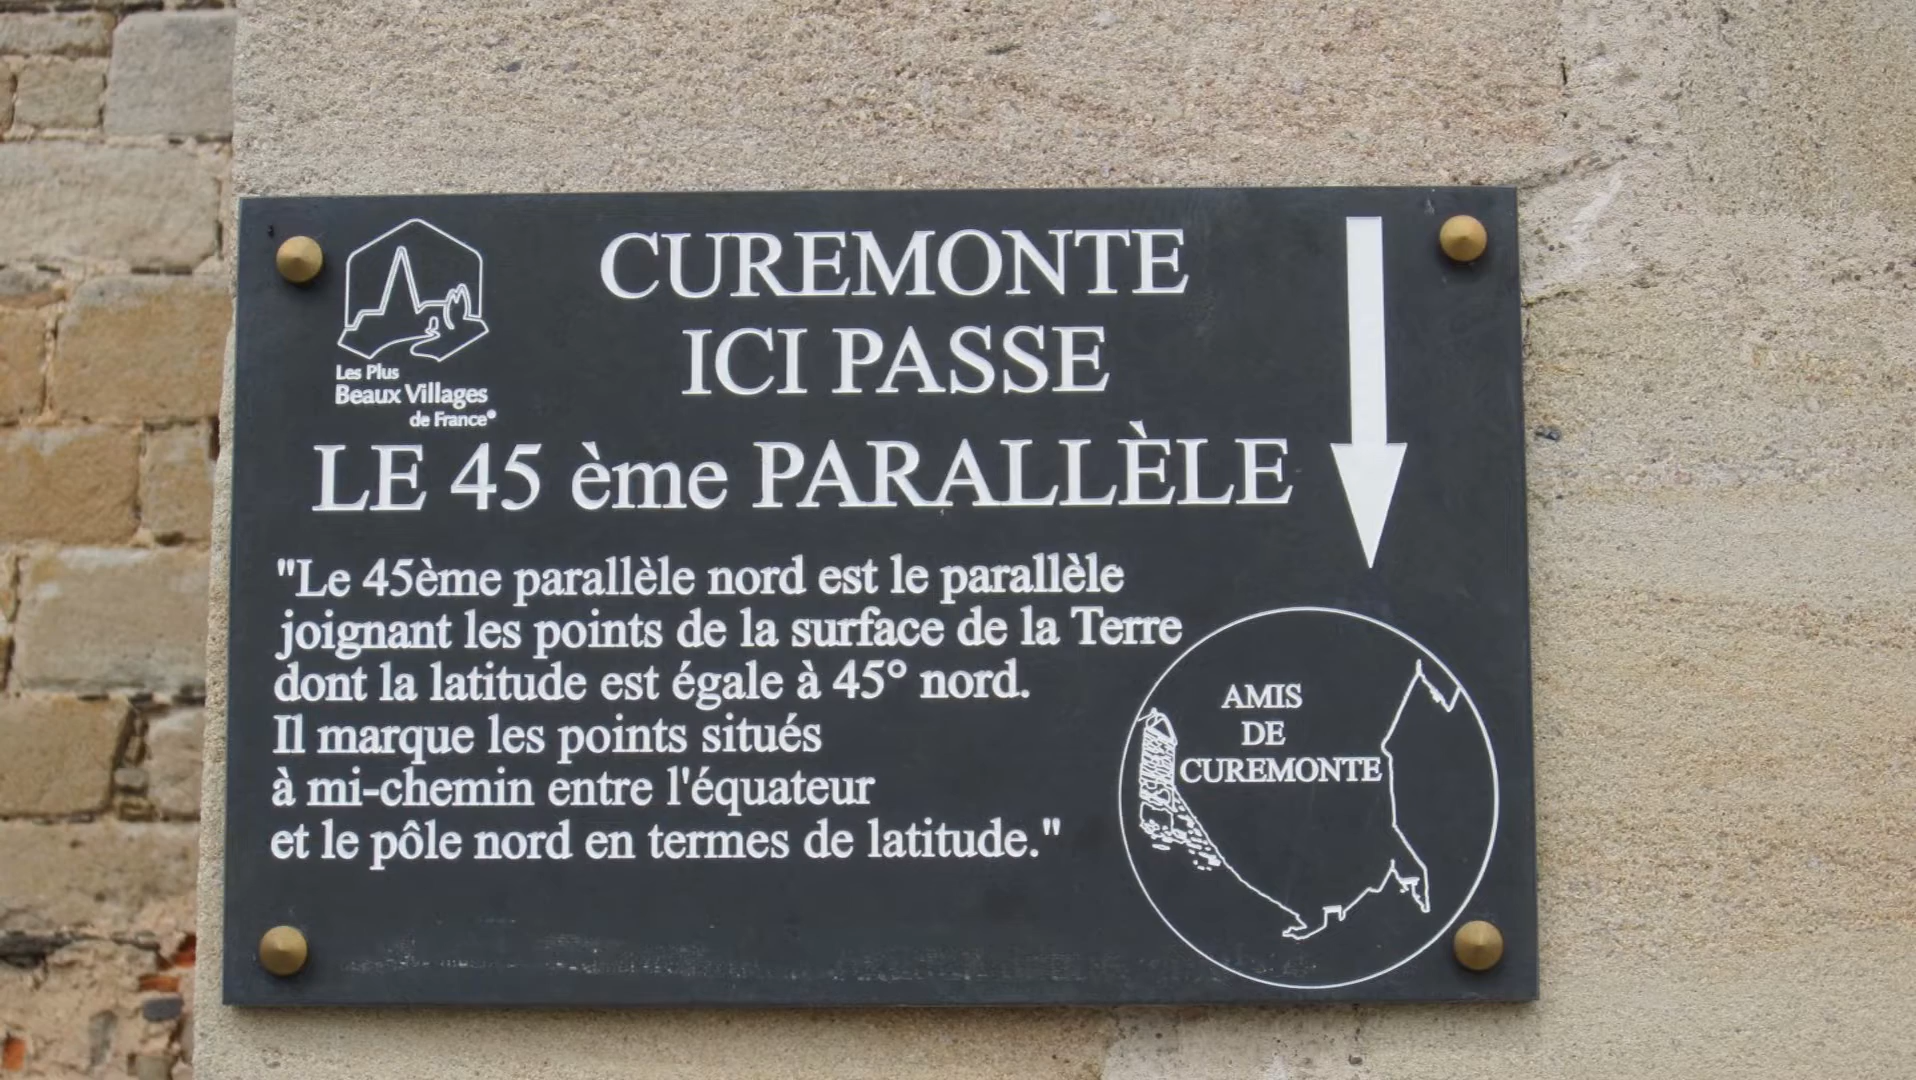 CUREMONTE
ICI PASSE
LE 45 ème PARALLÈLE
Les Plus
Beaux Villages
de France®
"Le 45ème parallèle nord est le parallèle
joignant les points de la surface de la Terre
dont la latitude est égale à 45° nord.
Il marque les points situés
à mi-chemin entre l'équateur
et le pôle nord en termes de latitude."
AMIS
DE
CUREMONTE